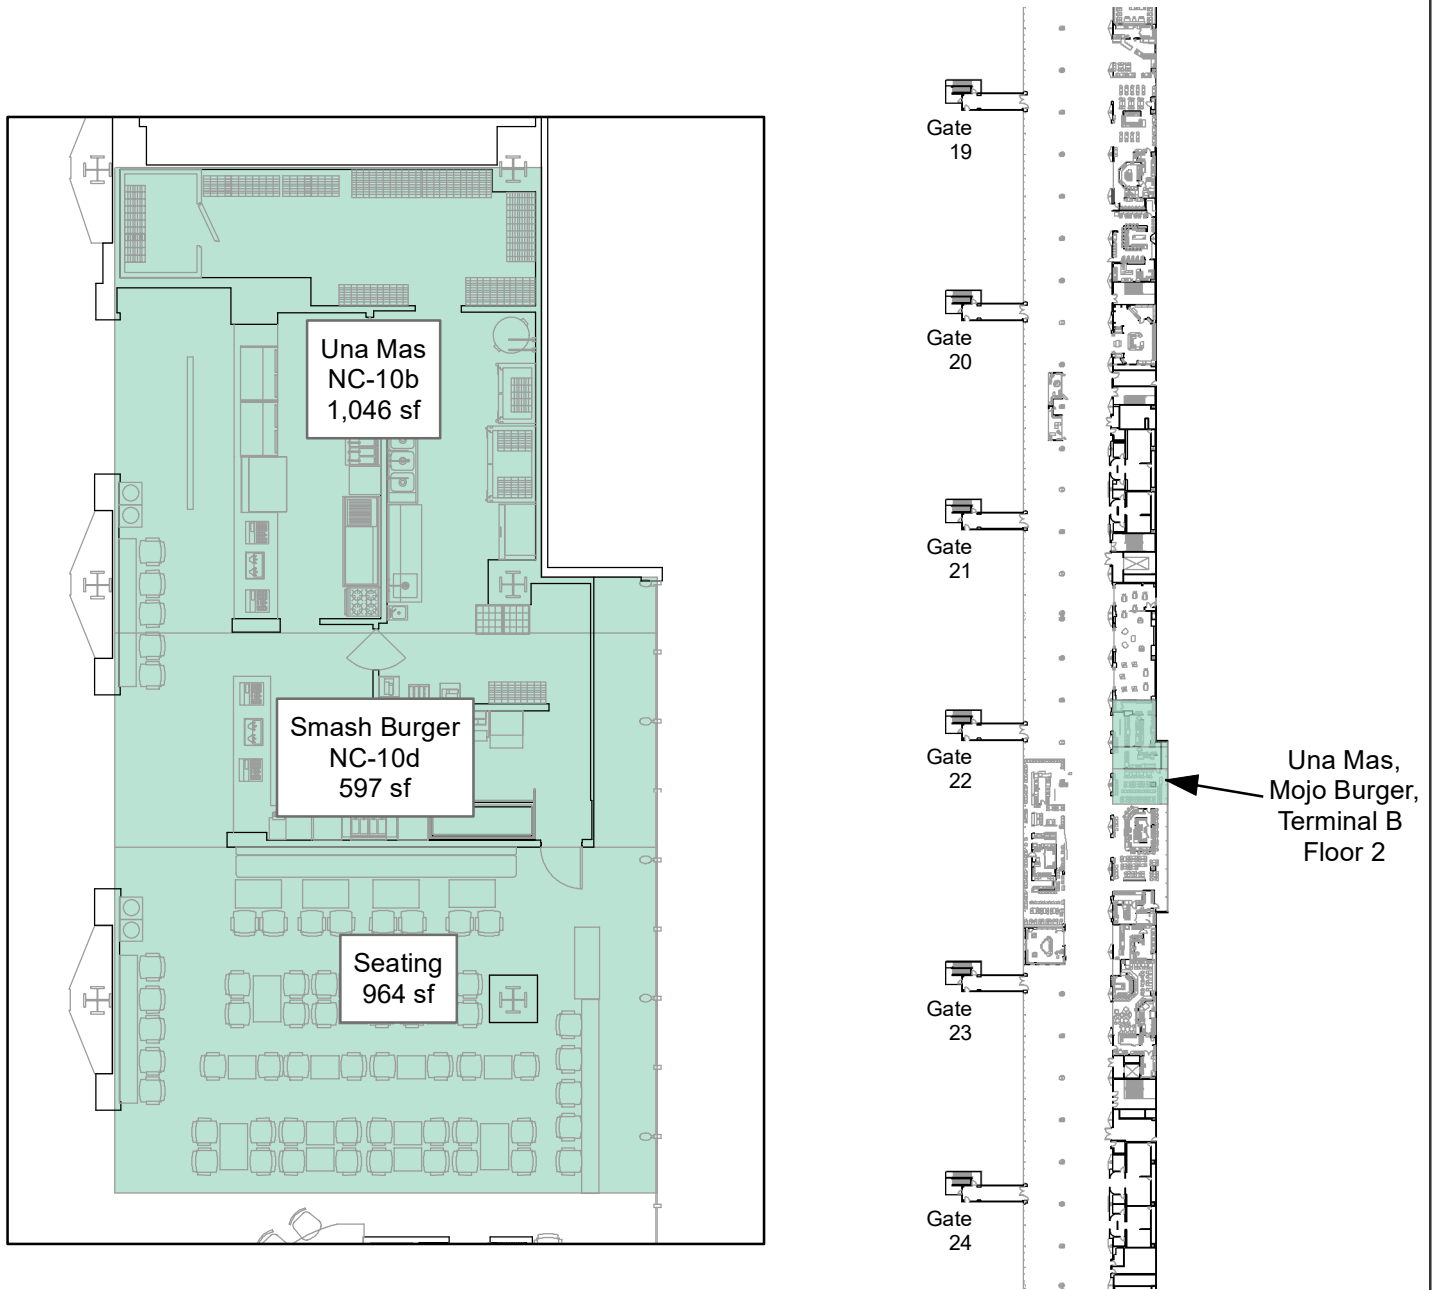 Una Mas
NC-10b
1,046 sf
Smash Burger
NC-10d
597 sf
Seating
964 sf
Gate
19
Gate
20
Gate
21
Gate
22
Gate
23
Gate
24
Una Mas,
Mojo Burger,
Terminal B
Floor 2